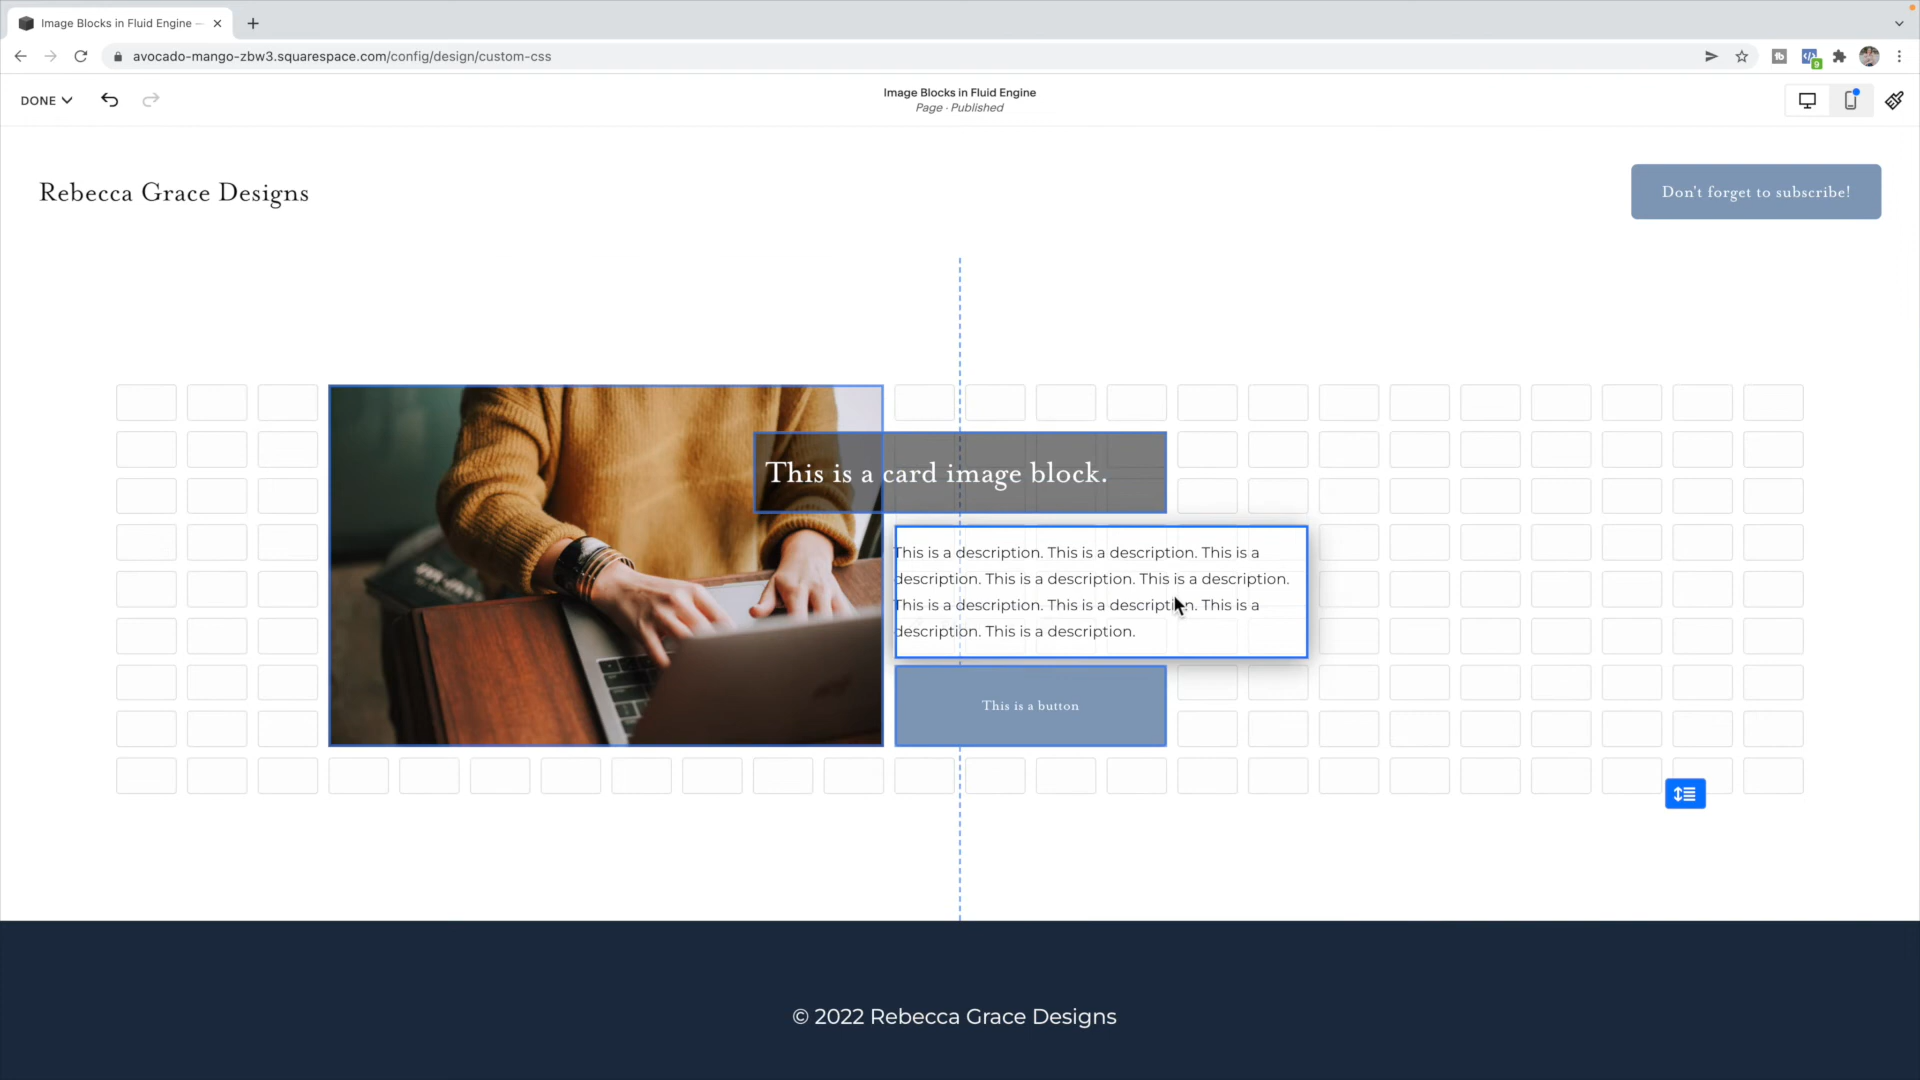 Image Blocks in Fluid Engine —
avocado-mango-zbw3.squarespace.com/config/design/custom-css
9
DONE
Image Blocks in Fluid Engine
Page · Published
Rebecca Grace Designs
Don't forget to subscribe!
This is a card image block.
This is a description. This is a description. This is a
description. This is a description. This is a description.
This is a description. This is a description. This is a
description. This is a description.
This is a button
© 2022 Rebecca Grace Designs